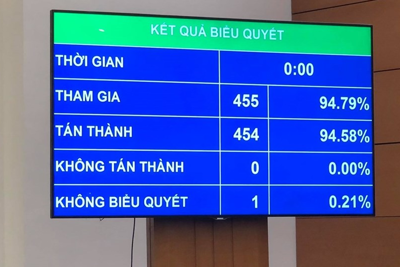 KẾT QUẢ BIỂU QUYẾT
THỜI GIAN 0:00
THAM GIA 455 94.79%
TÁN THÀNH 454 94.58%
KHÔNG TÁN THÀNH 0 0.00%
KHÔNG BIỂU QUYẾT 1 0.21%